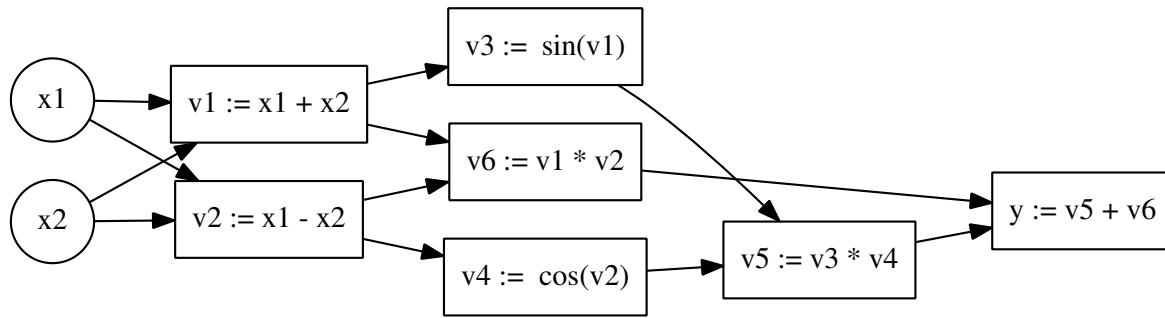 x1
x2
v1 := x1 + x2
v2 := x1 - x2
v3 := sin(v1)
v6 := v1 * v2
v4 := cos(v2)
v5 := v3 * v4
y := v5 + v6